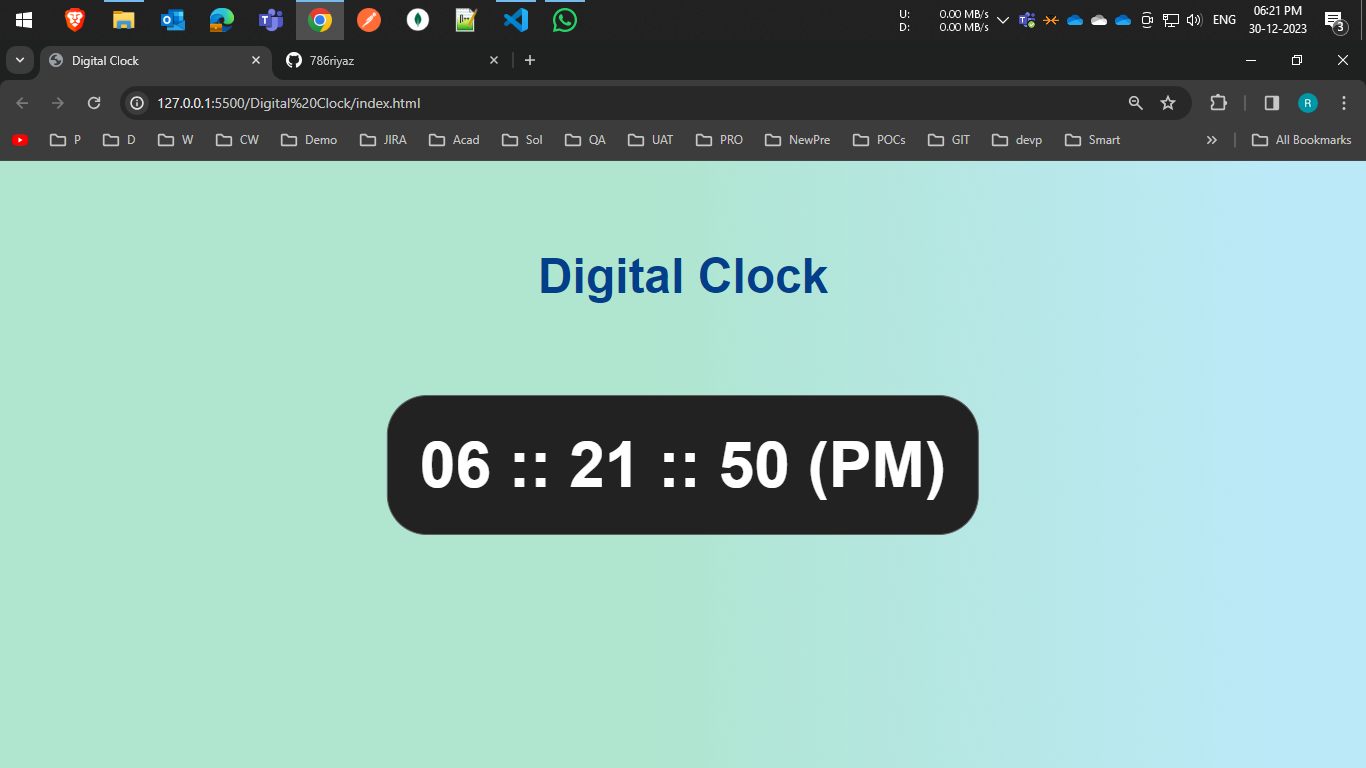 U: 0.00 MB/s
D: 0.00 MB/s
ENG
06:21 PM
30-12-2023
3
Digital Clock
786riyaz
127.0.0.1:5500/Digital%20Clock/index.html
R
P D W CW Demo JIRA Acad Sol QA UAT PRO NewPre POCs GIT devp Smart » All Bookmarks
Digital Clock
06 :: 21 :: 50 (PM)